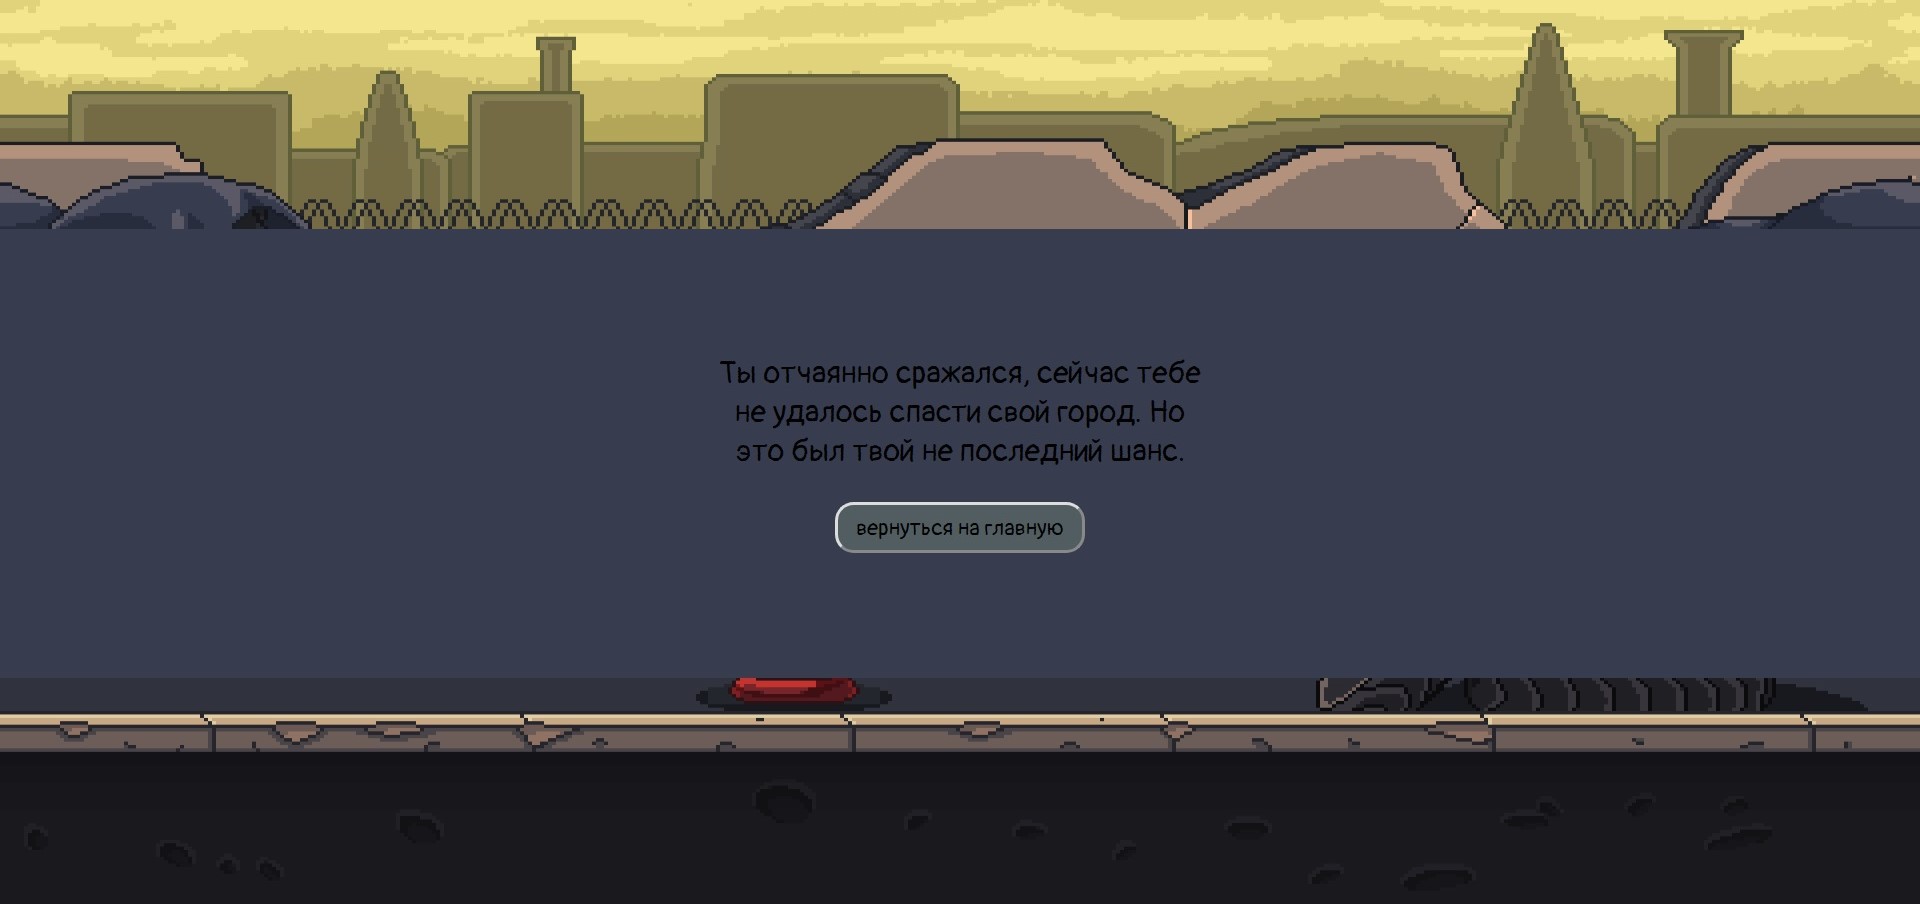 Ты отчаянно сражался, сейчас тебе
не удалось спасти свой город. Но
это был твой не последний шанс.
вернуться на главную